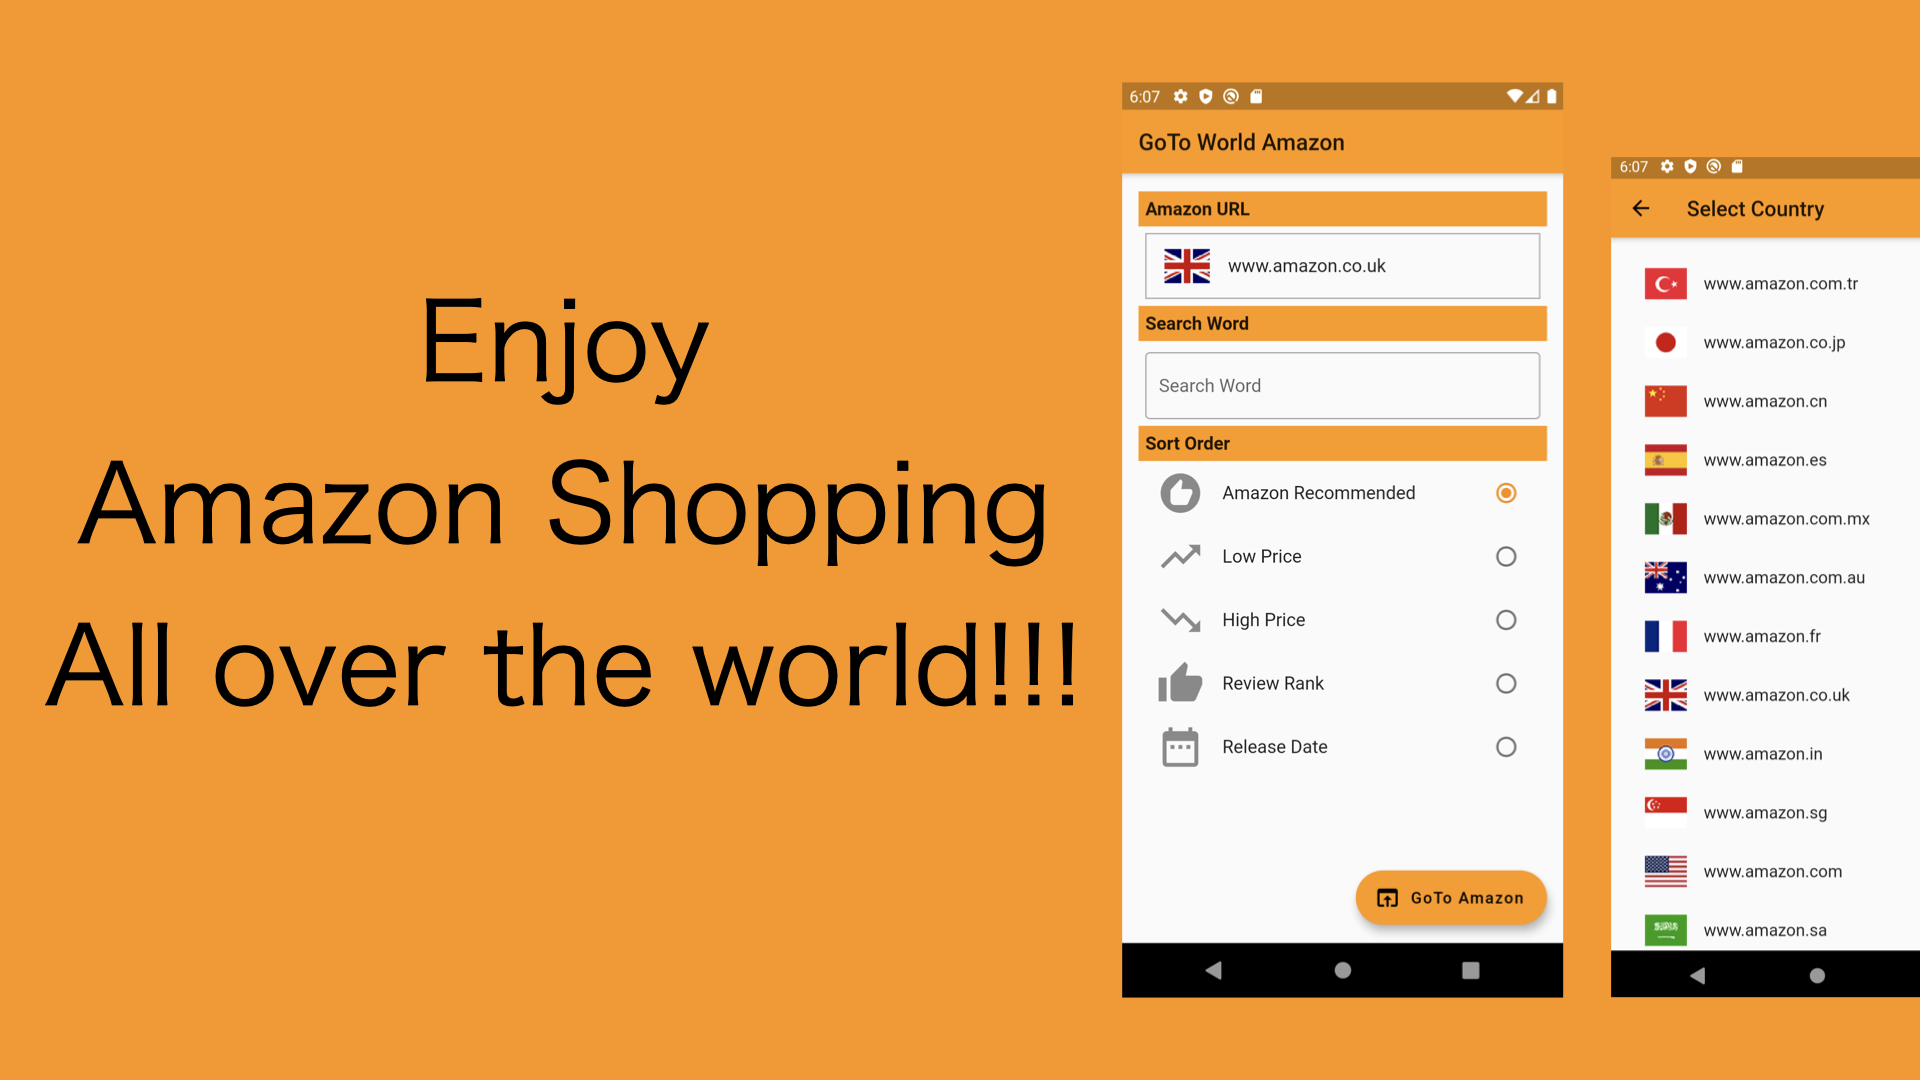 Enjoy
Amazon Shopping
All over the world!!!
6:07
GoTo World Amazon
Amazon URL
www.amazon.co.uk
Search Word
Search Word
Sort Order
Amazon Recommended
Low Price
High Price
Review Rank
Release Date
GoTo Amazon
6:07
Select Country
www.amazon.com.tr
www.amazon.co.jp
www.amazon.cn
www.amazon.es
www.amazon.com.mx
www.amazon.com.au
www.amazon.fr
www.amazon.co.uk
www.amazon.in
www.amazon.sg
www.amazon.com
www.amazon.sa